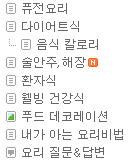 퓨전요리
다이어트식
음식 칼로리
술안주,해장 N
환자식
웰빙 건강식
푸드 데코레이션
내가 아는 요리비법
요리 질문&답변